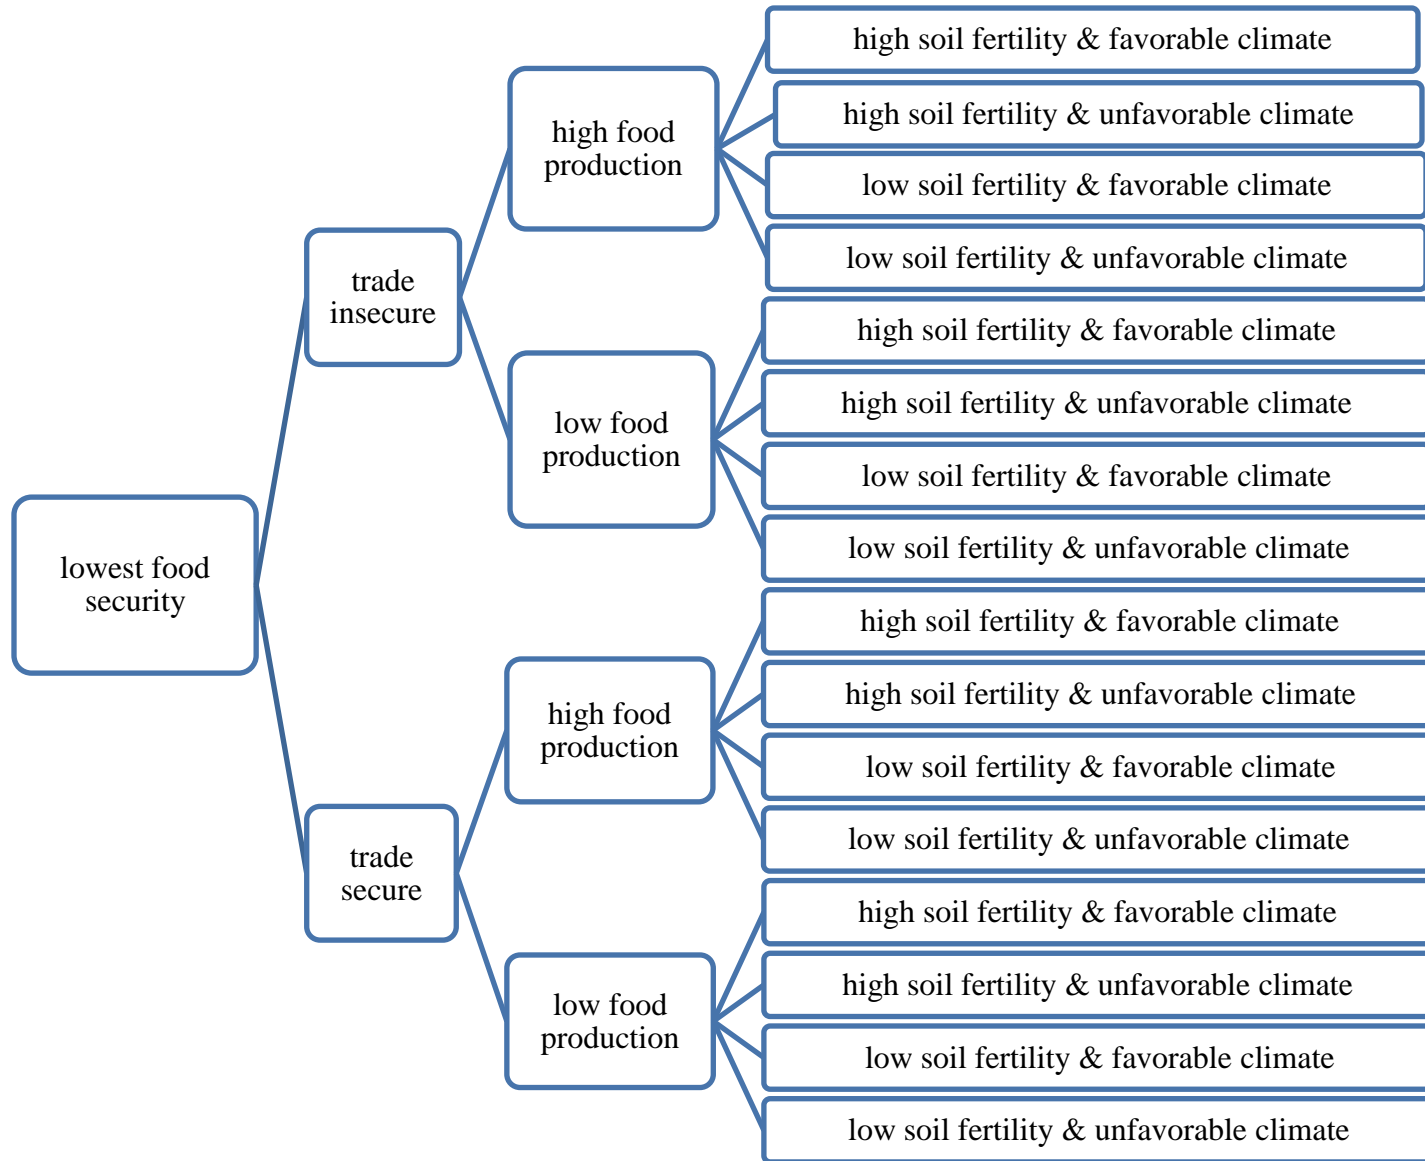 lowest food
security
trade
insecure
high food
production
high soil fertility & favorable climate
high soil fertility & unfavorable climate
low soil fertility & favorable climate
low soil fertility & unfavorable climate
low food
production
high soil fertility & favorable climate
high soil fertility & unfavorable climate
low soil fertility & favorable climate
low soil fertility & unfavorable climate
trade
secure
high food
production
high soil fertility & favorable climate
high soil fertility & unfavorable climate
low soil fertility & favorable climate
low soil fertility & unfavorable climate
low food
production
high soil fertility & favorable climate
high soil fertility & unfavorable climate
low soil fertility & favorable climate
low soil fertility & unfavorable climate